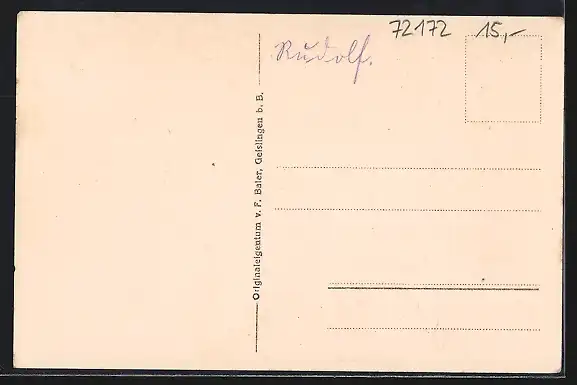 72172 15,-
Rudolf.
Originaleigentum v. F. Baier, Geislingen b. B.